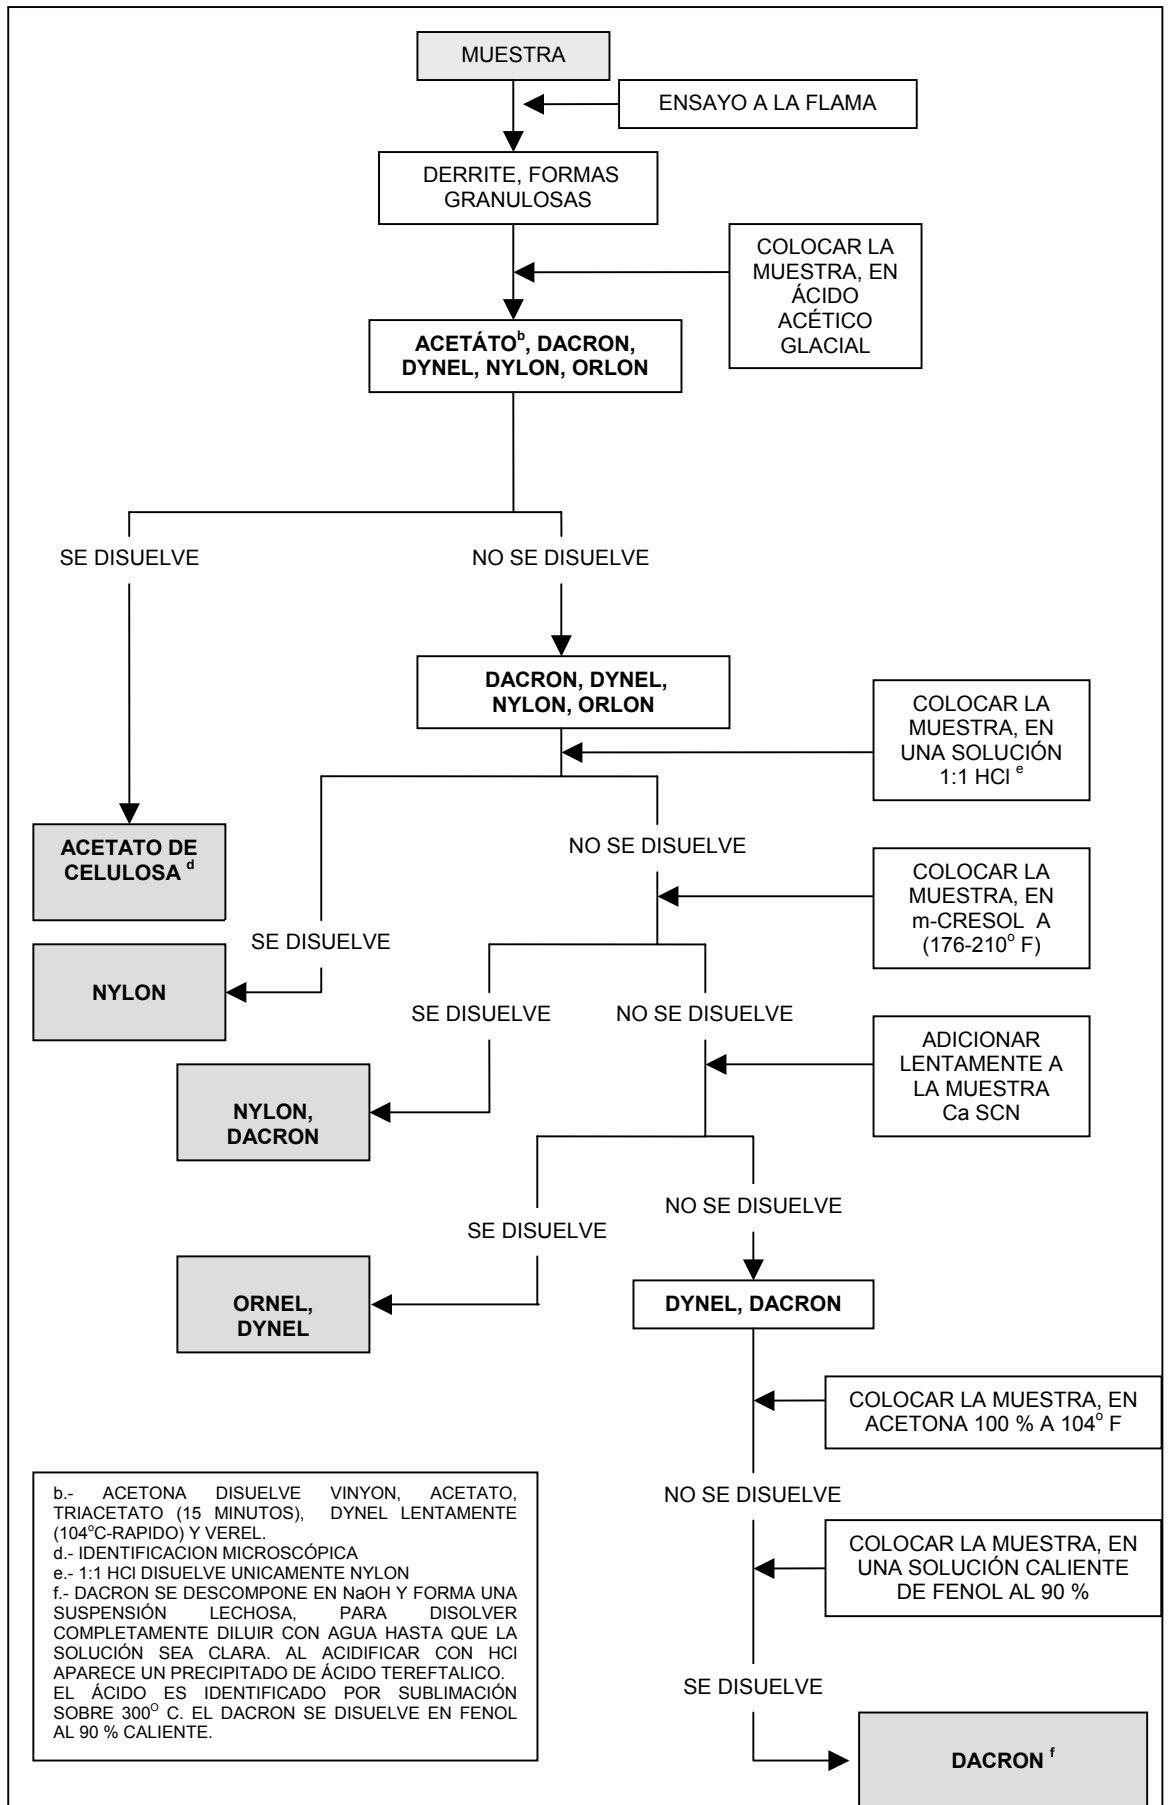 MUESTRA
ENSAYO A LA FLAMA
DERRITE, FORMAS
GRANULOSAS
COLOCAR LA
MUESTRA, EN
ÁCIDO
ACÉTICO
GLACIAL
ACETÁTOᵇ, DACRON,
DYNEL, NYLON, ORLON
SE DISUELVE
NO SE DISUELVE
DACRON, DYNEL,
NYLON, ORLON
COLOCAR LA
MUESTRA, EN
UNA SOLUCIÓN
1:1 HCl ᵉ
ACETATO DE
CELULOSA ᵈ
NO SE DISUELVE
COLOCAR LA
MUESTRA, EN
m-CRESOL A
(176-210° F)
SE DISUELVE
NYLON
SE DISUELVE
NO SE DISUELVE
ADICIONAR
LENTAMENTE A
LA MUESTRA
Ca SCN
NYLON,
DACRON
SE DISUELVE
NO SE DISUELVE
ORNEL,
DYNEL
DYNEL, DACRON
COLOCAR LA MUESTRA, EN
ACETONA 100 % A 104° F
NO SE DISUELVE
COLOCAR LA MUESTRA, EN
UNA SOLUCIÓN CALIENTE
DE FENOL AL 90 %
SE DISUELVE
DACRON ᶠ
b.- ACETONA DISUELVE VINYON, ACETATO,
TRIACETATO (15 MINUTOS), DYNEL LENTAMENTE
(104°C-RAPIDO) Y VEREL.
d.- IDENTIFICACION MICROSCÓPICA
e.- 1:1 HCl DISUELVE UNICAMENTE NYLON
f.- DACRON SE DESCOMPONE EN NaOH Y FORMA UNA
SUSPENSIÓN LECHOSA, PARA DISOLVER
COMPLETAMENTE DILUIR CON AGUA HASTA QUE LA
SOLUCIÓN SEA CLARA. AL ACIDIFICAR CON HCl
APARECE UN PRECIPITADO DE ÁCIDO TEREFTALICO.
EL ÁCIDO ES IDENTIFICADO POR SUBLIMACIÓN
SOBRE 300° C. EL DACRON SE DISUELVE EN FENOL
AL 90 % CALIENTE.